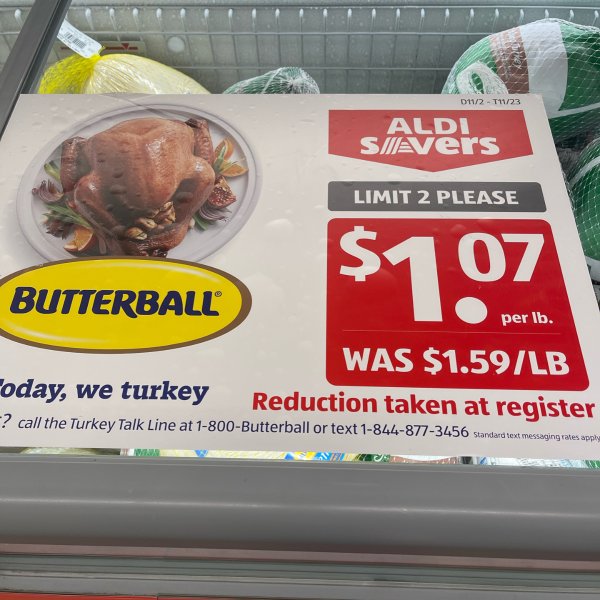 D11/2 - T11/23
ALDI
savers
LIMIT 2 PLEASE
$1.07
per lb.
WAS $1.59/LB
BUTTERBALL®
oday, we turkey
Reduction taken at register
? call the Turkey Talk Line at 1-800-Butterball or text 1-844-877-3456 Standard text messaging rates apply